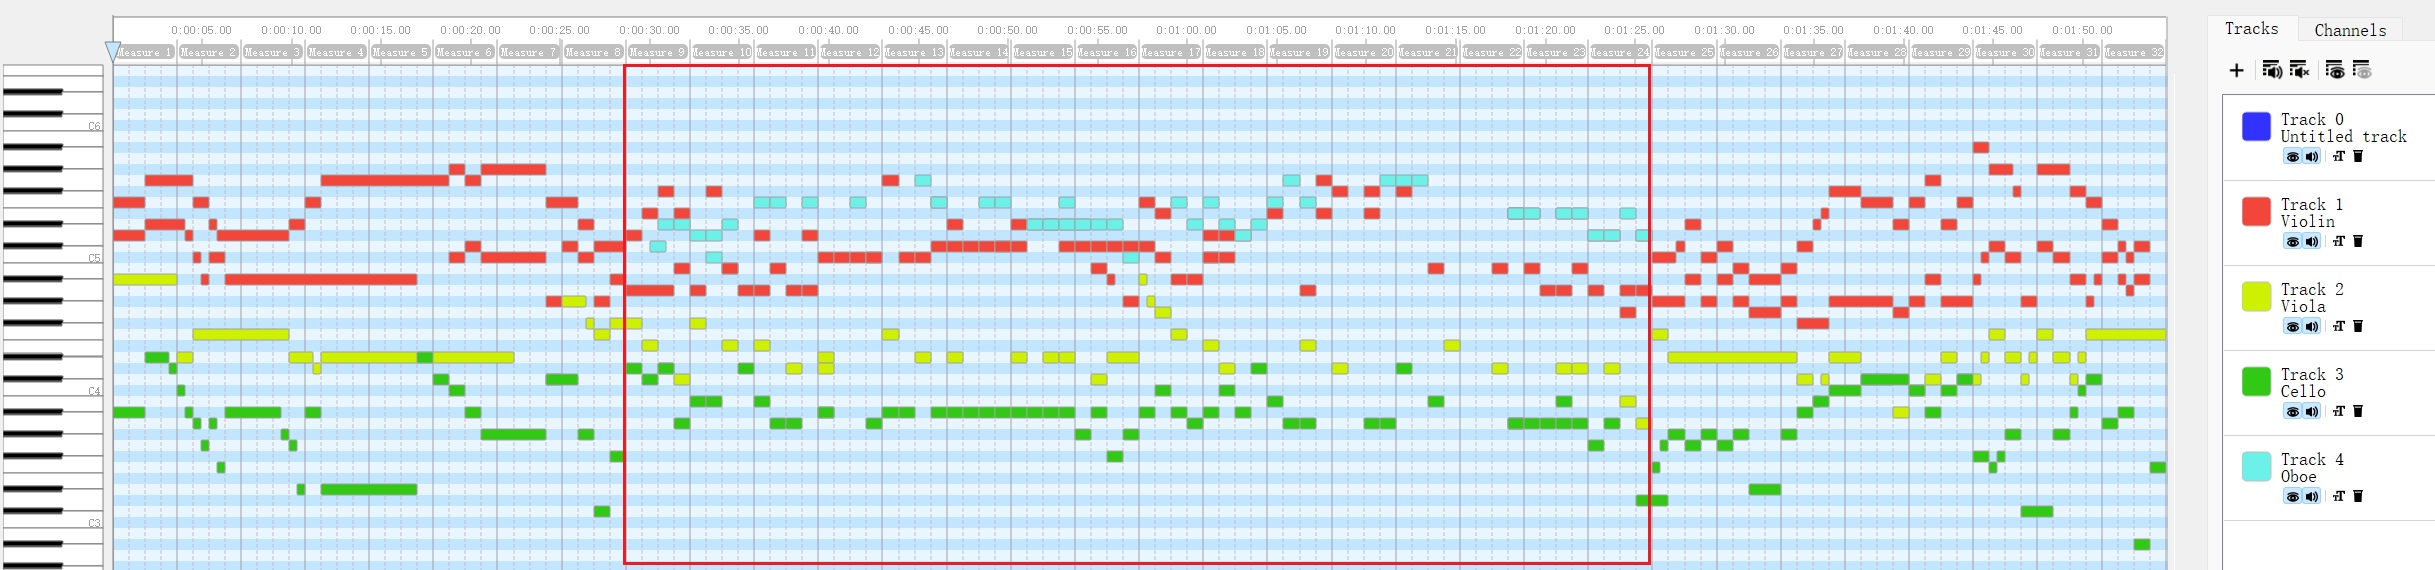 0:00:05.00 0:00:10.00 0:00:15.00 0:00:20.00 0:00:25.00 0:00:30.00 0:00:35.00 0:00:40.00 0:00:45.00 0:00:50.00 0:00:55.00 0:01:00.00 0:01:05.00 0:01:10.00 0:01:15.00 0:01:20.00 0:01:25.00 0:01:30.00 0:01:35.00 0:01:40.00 0:01:45.00 0:01:50.00
Measure 1 Measure 2 Measure 3 Measure 4 Measure 5 Measure 6 Measure 7 Measure 8 Measure 9 Measure 10 Measure 11 Measure 12 Measure 13 Measure 14 Measure 15 Measure 16 Measure 17 Measure 18 Measure 19 Measure 20 Measure 21 Measure 22 Measure 23 Measure 24 Measure 25 Measure 26 Measure 27 Measure 28 Measure 29 Measure 30 Measure 31 Measure 32
C6
C5
C4
C3
Tracks Channels
Track 0
Untitled track
Track 1
Violin
Track 2
Viola
Track 3
Cello
Track 4
Oboe